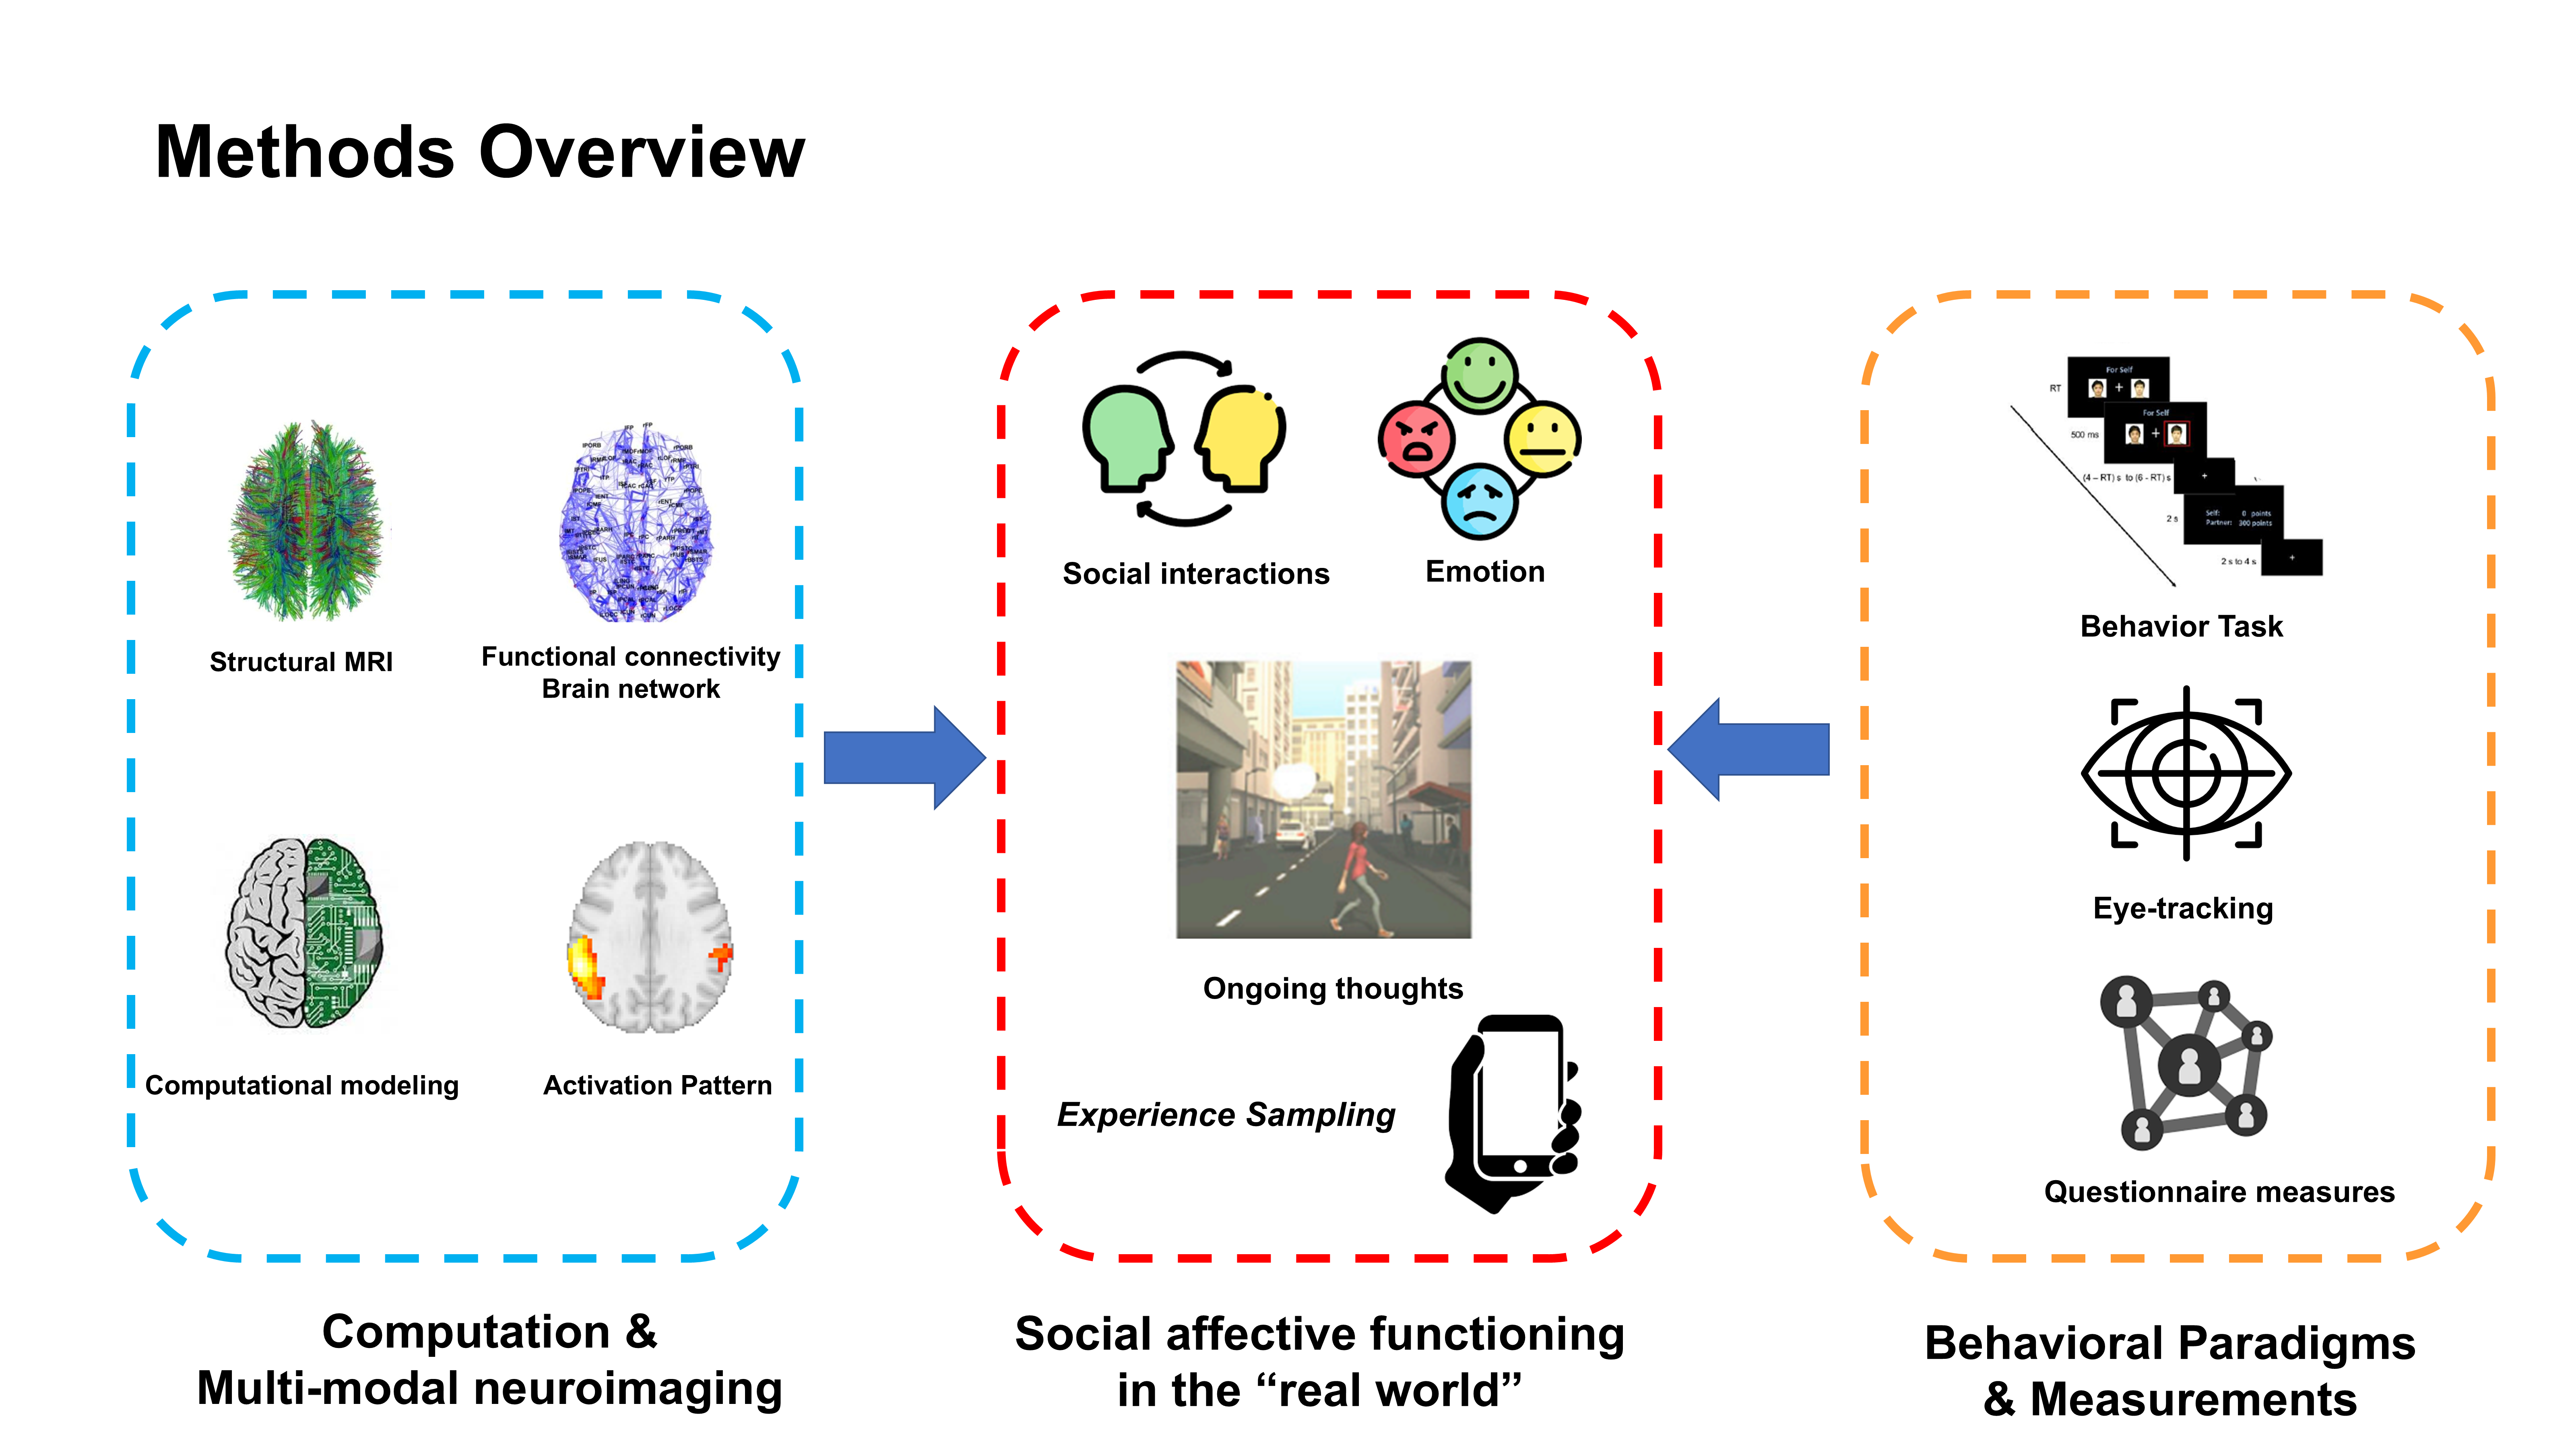 Methods Overview
Structural MRI
Functional connectivity
Brain network
Computational modeling
Activation Pattern
Computation &
Multi-modal neuroimaging
Social interactions
Emotion
Ongoing thoughts
Experience Sampling
Social affective functioning
in the “real world”
For Self
RT
+
For Self
500 ms
+
(4 – RT) s to (6 - RT) s
+
Self: 0 points
2 s
Partner: 300 points
2 s to 4 s
+
Behavior Task
Eye-tracking
Questionnaire measures
Behavioral Paradigms
& Measurements